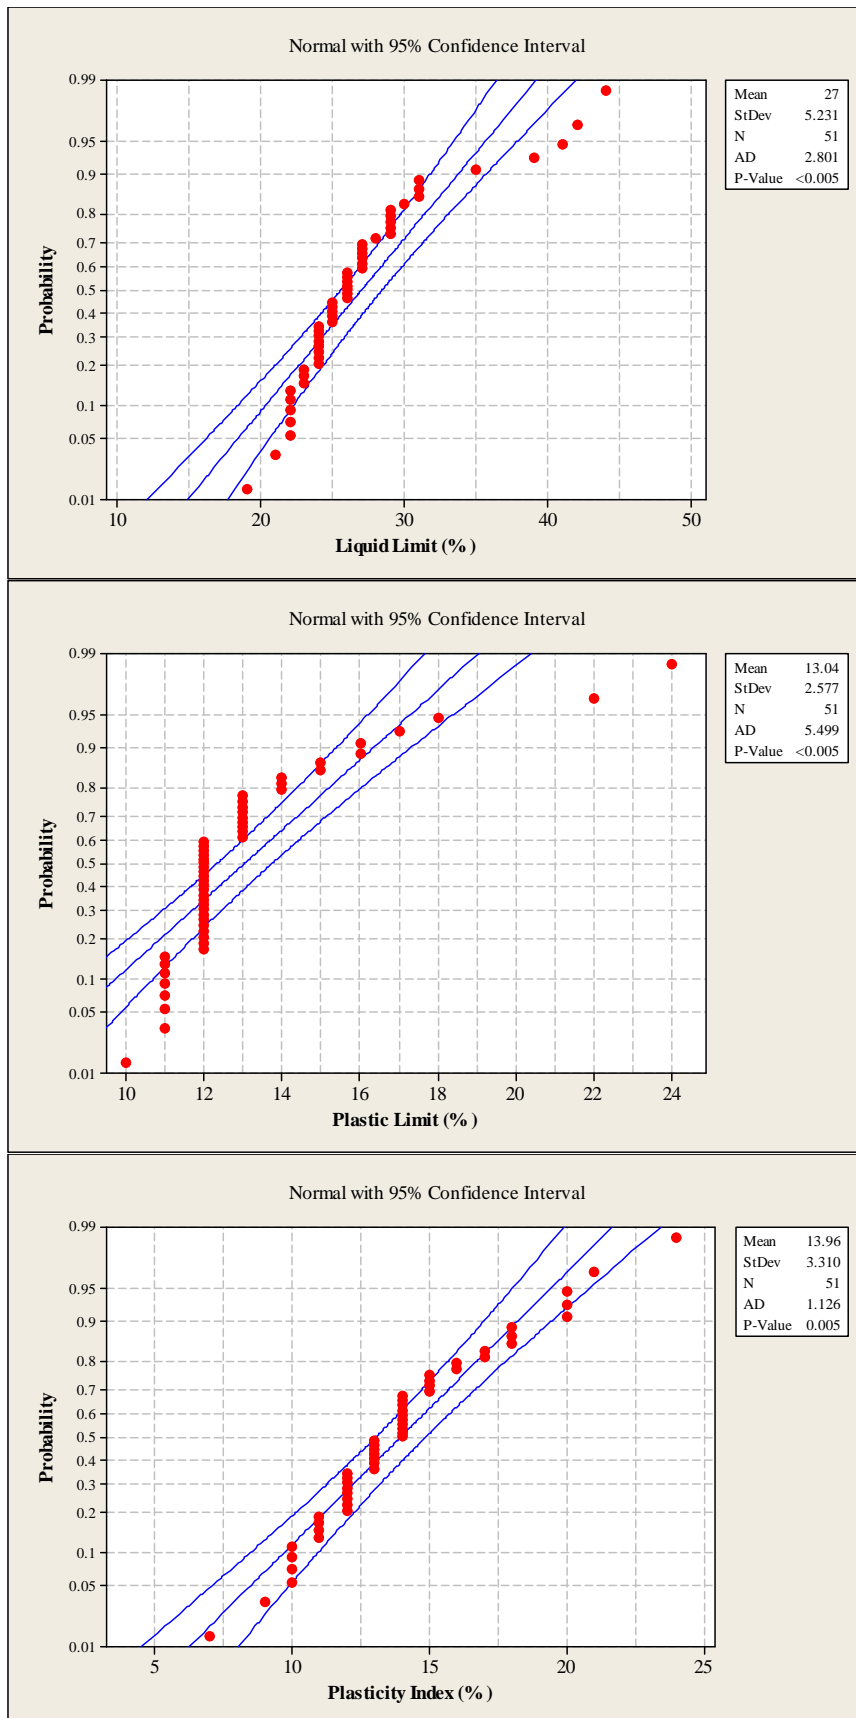 Normal with 95% Confidence Interval
0.99
0.95
0.9
0.8
0.7
0.6
0.5
0.4
0.3
0.2
0.1
0.05
0.01
Probability
10 20 30 40 50
Liquid Limit (%)
Mean 27
StDev 5.231
N 51
AD 2.801
P-Value <0.005
Normal with 95% Confidence Interval
0.99
0.95
0.9
0.8
0.7
0.6
0.5
0.4
0.3
0.2
0.1
0.05
0.01
Probability
10 12 14 16 18 20 22 24
Plastic Limit (%)
Mean 13.04
StDev 2.577
N 51
AD 5.499
P-Value <0.005
Normal with 95% Confidence Interval
0.99
0.95
0.9
0.8
0.7
0.6
0.5
0.4
0.3
0.2
0.1
0.05
0.01
Probability
5 10 15 20 25
Plasticity Index (%)
Mean 13.96
StDev 3.310
N 51
AD 1.126
P-Value 0.005